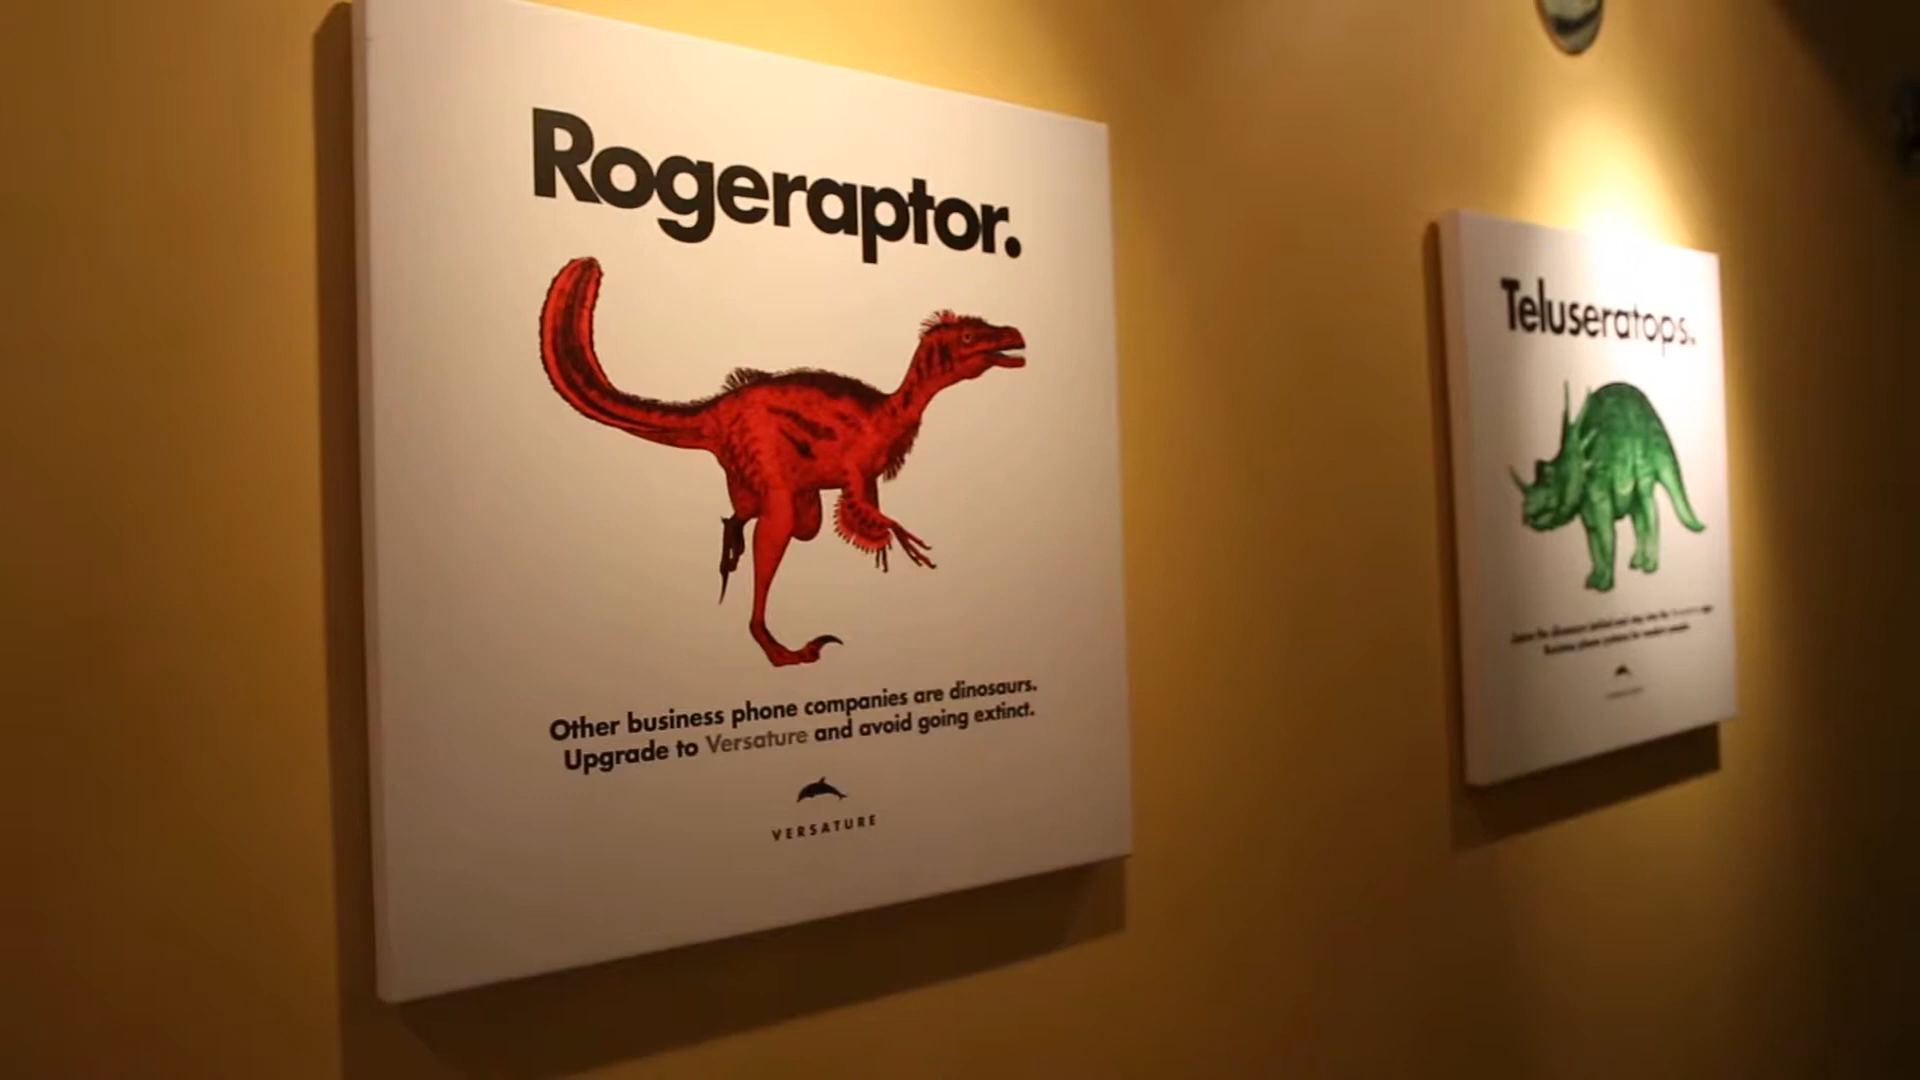 Rogeraptor.
Other business phone companies are dinosaurs.
Upgrade to Versature and avoid going extinct.
VERSATURE
Teluseratops.